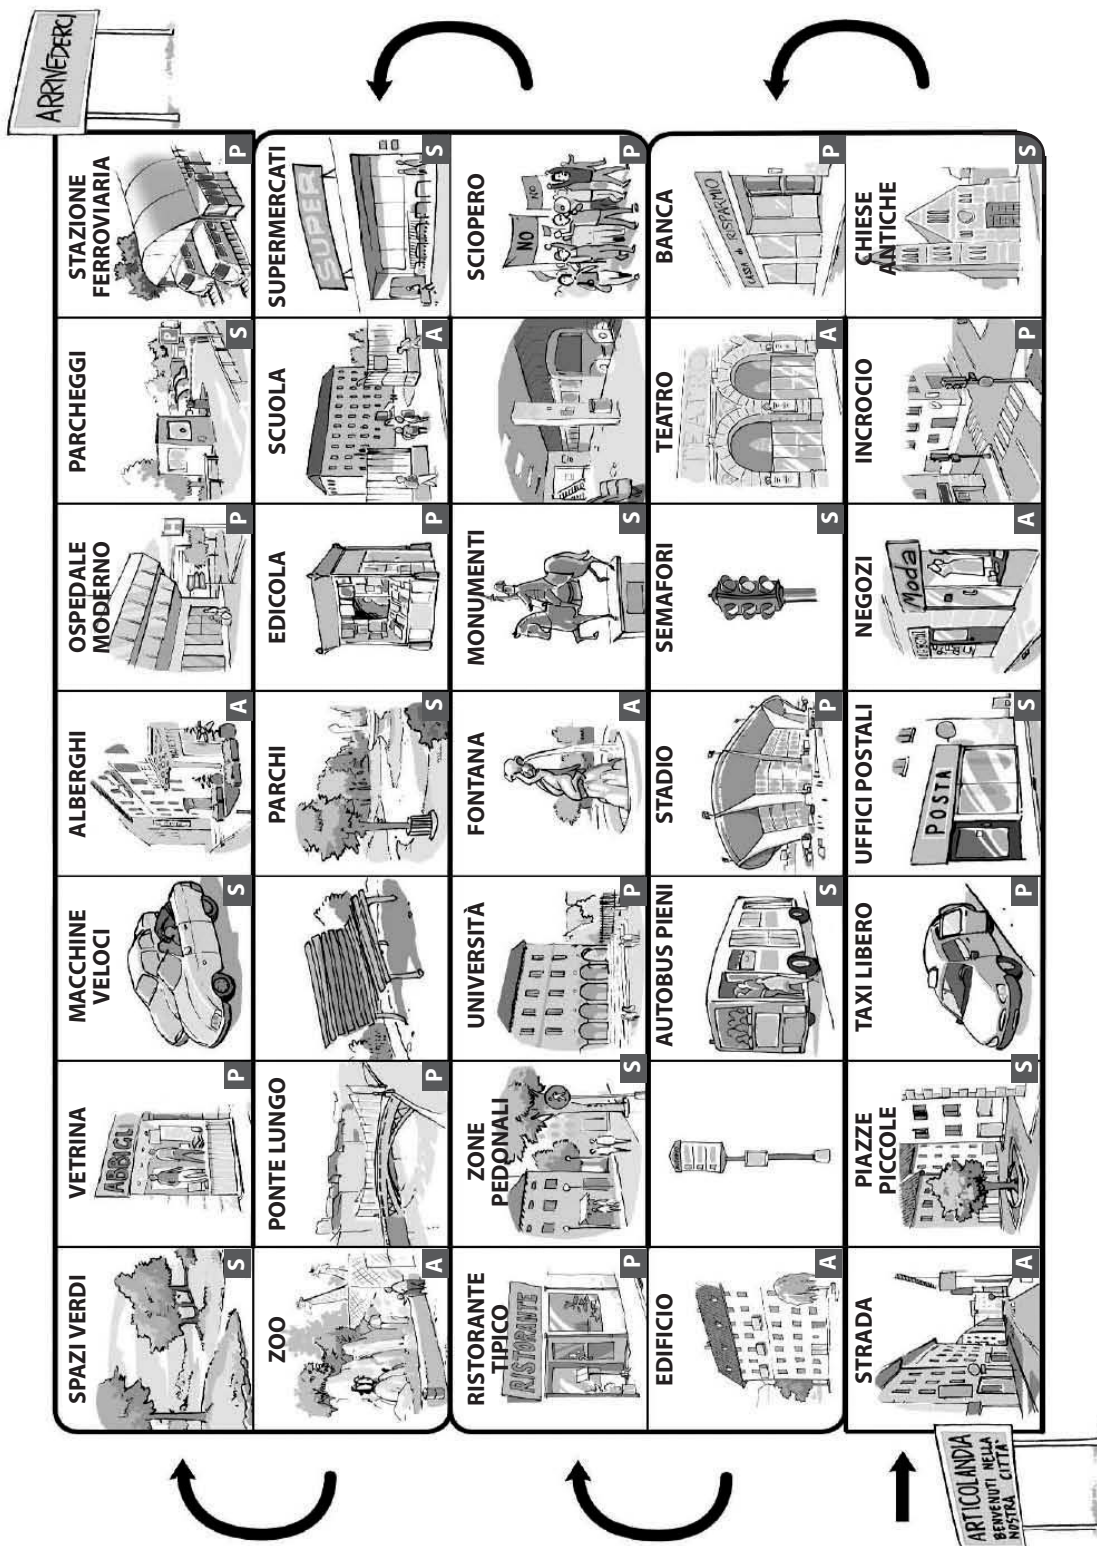 ARRIVEDERCI
SPAZI VERDI
S
VETRINA
ABBIGLI
P
MACCHINE
VELOCI
S
ALBERGHI
A
OSPEDALE
MODERNO
H
P
PARCHEGGI
P
S
STAZIONE
FERROVIARIA
P
ZOO
A
PONTE LUNGO
P
PARCHI
S
EDICOLA
P
SCUOLA
A
SUPERMERCATI
SUPER
S
RISTORANTE
TIPICO
RISTORANTE
P
ZONE
PEDONALI
S
UNIVERSITÀ
P
FONTANA
A
MONUMENTI
S
SCIOPERO
NO
NO
P
EDIFICIO
A
AUTOBUS PIENI
S
STADIO
P
SEMAFORI
S
TEATRO
TEATRO
A
BANCA
CASSA di RISPARMIO
P
STRADA
A
PIAZZE
PICCOLE
S
TAXI LIBERO
P
UFFICI POSTALI
POSTA
S
NEGOZI
Moda
A
INCROCIO
P
CHIESE
ANTICHE
S
ARTICOLANDIA
BENVENUTI NELLA
NOSTRA CITTÀ